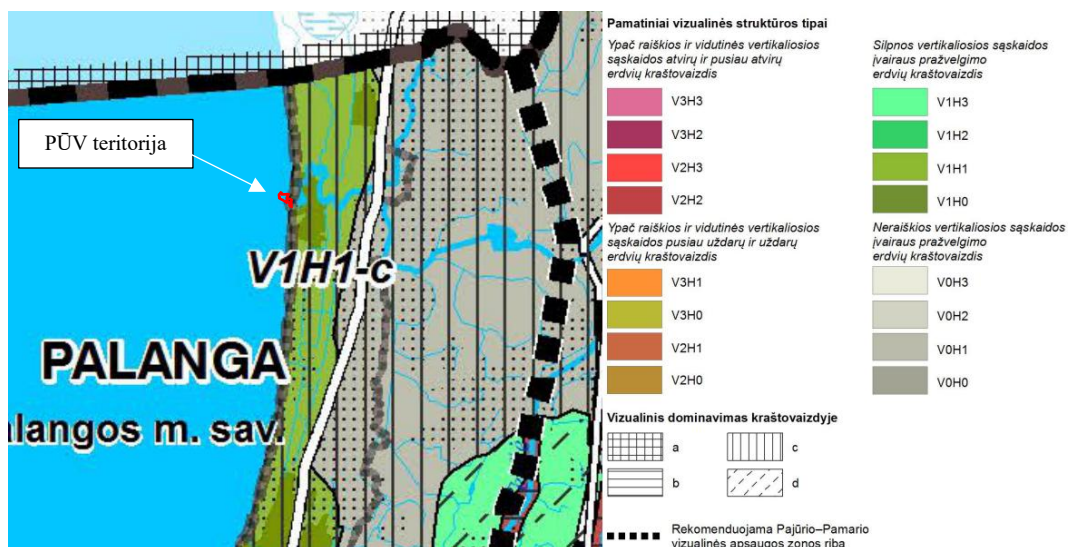 PŪV teritorija
V1H1-c
PALANGA
alangos m. sav.
Pamatiniai vizualinės struktūros tipai
Ypač raiškios ir vidutinės vertikaliosios
sąskaidos atvirų ir pusiau atvirų
erdvių kraštovaizdis
V3H3
V3H2
V2H3
V2H2
Ypač raiškios ir vidutinės vertikaliosios
sąskaidos pusiau uždarų ir uždarų
erdvių kraštovaizdis
V3H1
V3H0
V2H1
V2H0
Silpnos vertikaliosios sąskaidos
įvairaus pražvelgimo
erdvių kraštovaizdis
V1H3
V1H2
V1H1
V1H0
Neraiškios vertikaliosios sąskaidos
įvairaus pražvelgimo
erdvių kraštovaizdis
V0H3
V0H2
V0H1
V0H0
Vizualinis dominavimas kraštovaizdyje
a
b
c
d
Rekomenduojama Pajūrio–Pamario
vizualinės apsaugos zonos riba